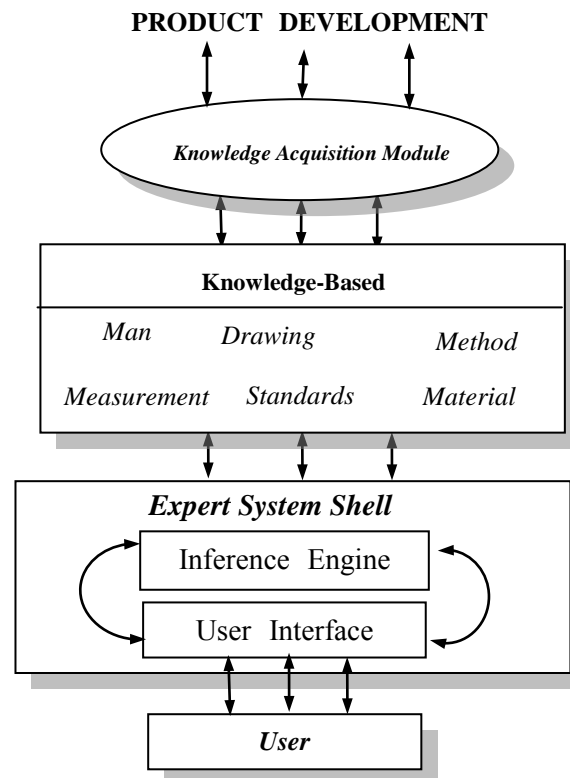 PRODUCT DEVELOPMENT
Knowledge Acquisition Module
Knowledge-Based
Man Drawing Method
Measurement Standards Material
Expert System Shell
Inference Engine
User Interface
User